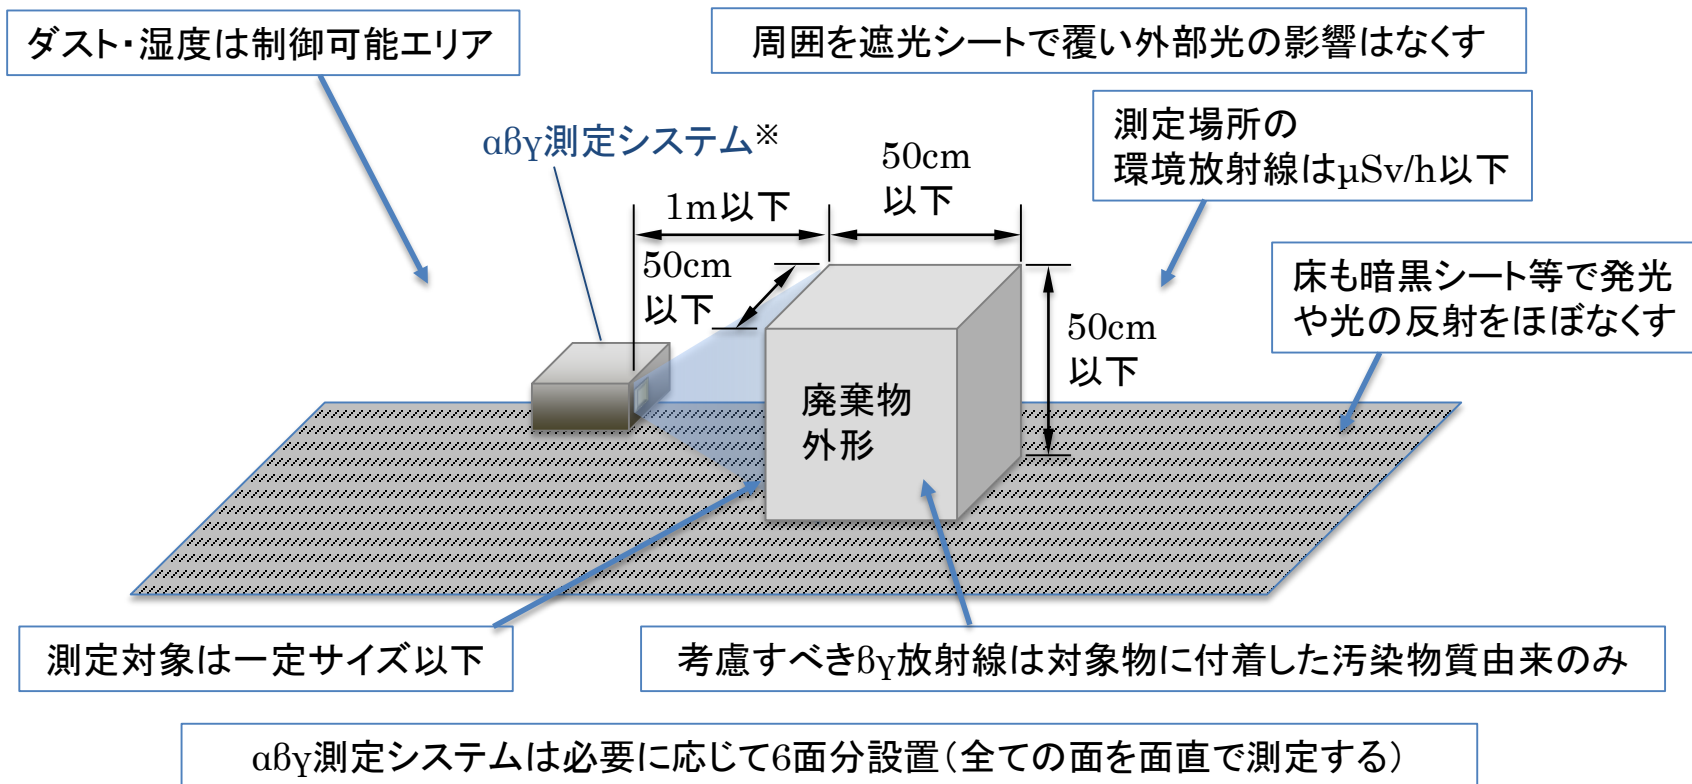 ダスト・湿度は制御可能エリア
周囲を遮光シートで覆い外部光の影響はなくす
αβγ測定システム※
50cm
以下
測定場所の
環境放射線はμSv/h以下
1m以下
50cm
以下
床も暗黒シート等で発光
や光の反射をほぼなくす
50cm
以下
廃棄物
外形
測定対象は一定サイズ以下
考慮すべきβγ放射線は対象物に付着した汚染物質由来のみ
αβγ測定システムは必要に応じて6面分設置(全ての面を面直で測定する)